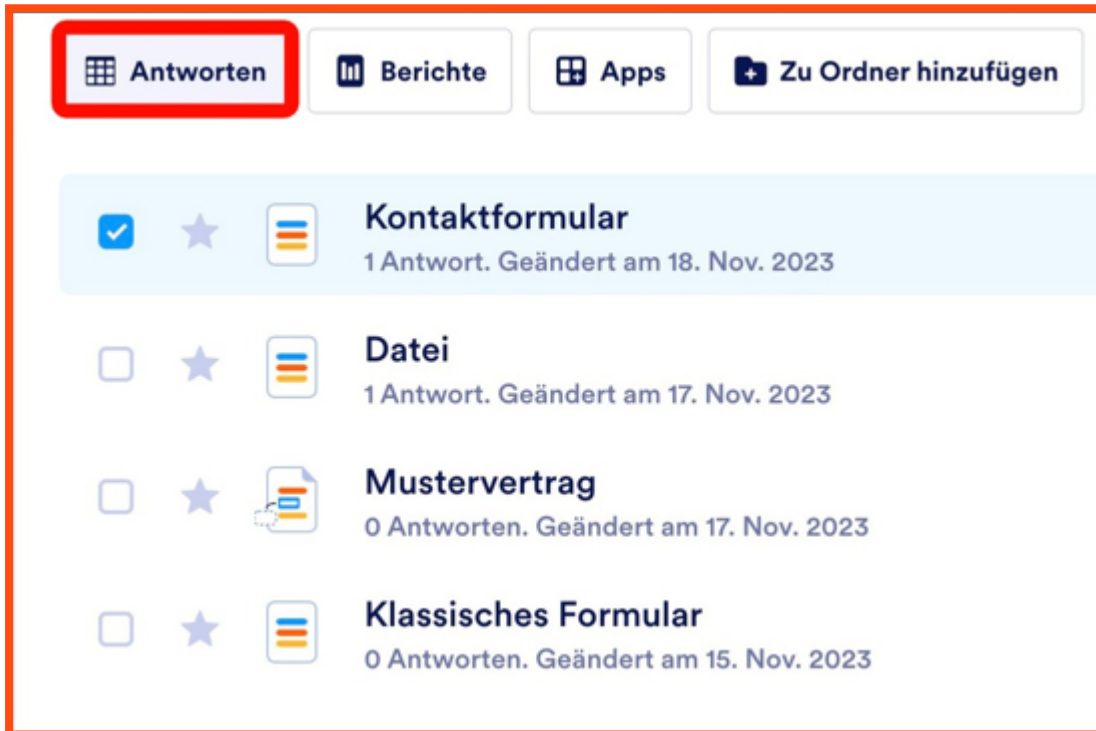 Antworten Berichte Apps Zu Ordner hinzufügen
Kontaktformular
1 Antwort. Geändert am 18. Nov. 2023
Datei
1 Antwort. Geändert am 17. Nov. 2023
Mustervertrag
0 Antworten. Geändert am 17. Nov. 2023
Klassisches Formular
0 Antworten. Geändert am 15. Nov. 2023